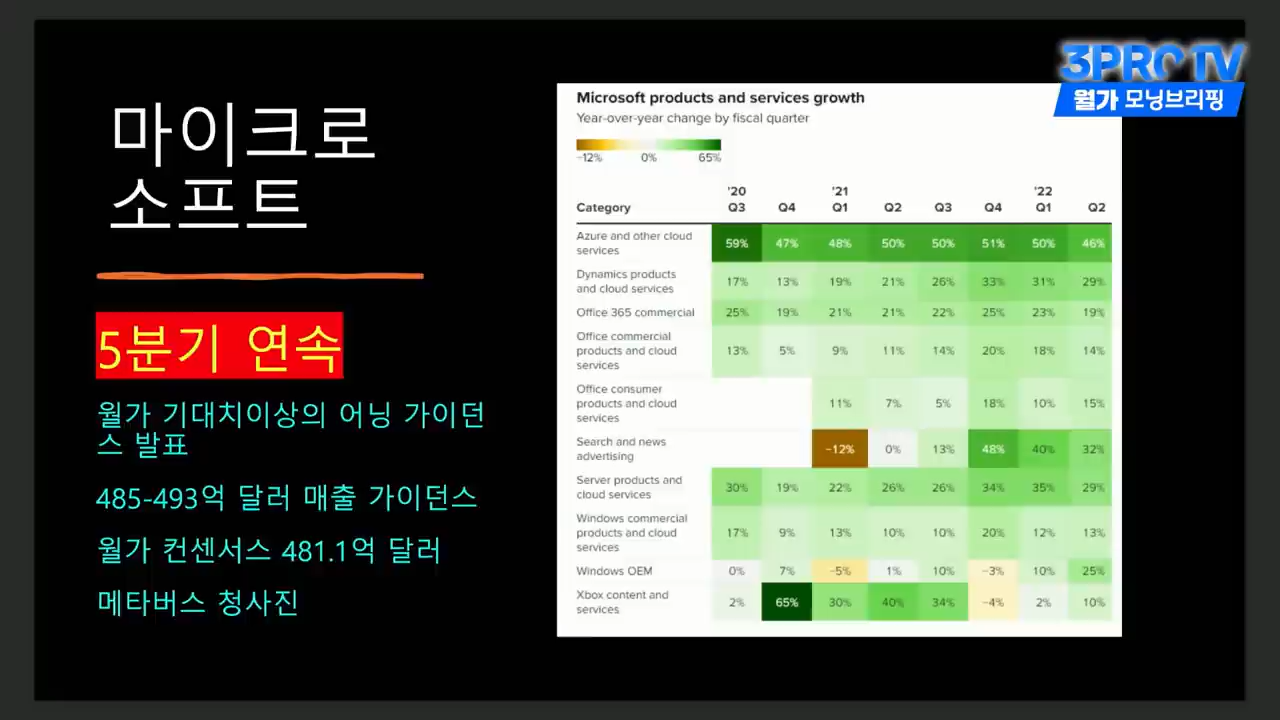 3PRO TV
월가 모닝브리핑
마이크로
소프트
5분기 연속
월가 기대치이상의 어닝 가이던
스 발표
485-493억 달러 매출 가이던스
월가 컨센서스 481.1억 달러
메타버스 청사진
Microsoft products and services growth
Year-over-year change by fiscal quarter
−12% 0% 65%
'20 '21 '22
Category Q3 Q4 Q1 Q2 Q3 Q4 Q1 Q2
Azure and other cloud
services 59% 47% 48% 50% 50% 51% 50% 46%
Dynamics products
and cloud services 17% 13% 19% 21% 26% 33% 31% 29%
Office 365 commercial 25% 19% 21% 21% 22% 25% 23% 19%
Office commercial
products and cloud 13% 5% 9% 11% 14% 20% 18% 14%
services
Office consumer
products and cloud 11% 7% 5% 18% 10% 15%
services
Search and news
advertising −12% 0% 13% 48% 40% 32%
Server products and
cloud services 30% 19% 22% 26% 26% 34% 35% 29%
Windows commercial
products and cloud 17% 9% 13% 10% 10% 20% 12% 13%
services
Windows OEM 0% 7% −5% 1% 10% −3% 10% 25%
Xbox content and
services 2% 65% 30% 40% 34% −4% 2% 10%